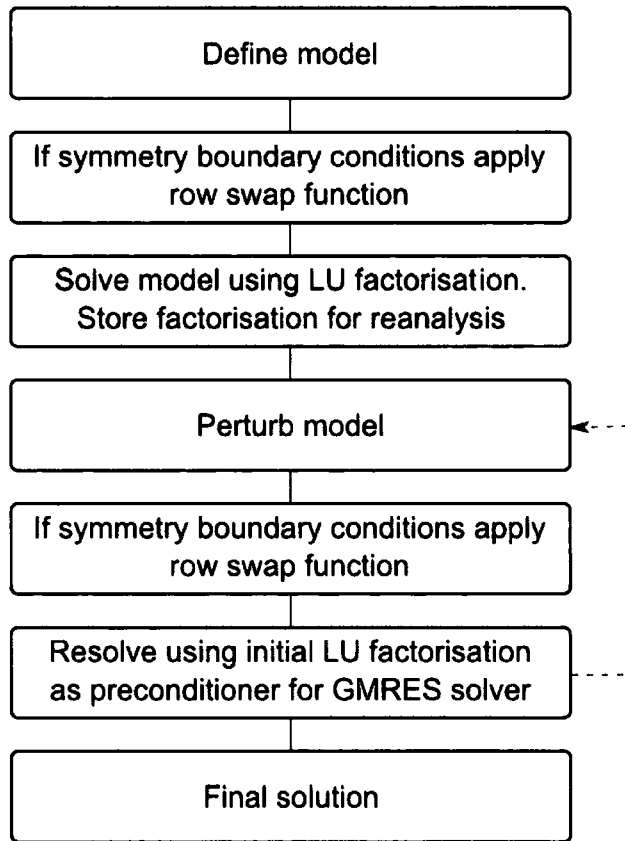 Define model
If symmetry boundary conditions apply
row swap function
Solve model using LU factorisation.
Store factorisation for reanalysis
Perturb model
If symmetry boundary conditions apply
row swap function
Resolve using initial LU factorisation
as preconditioner for GMRES solver
Final solution